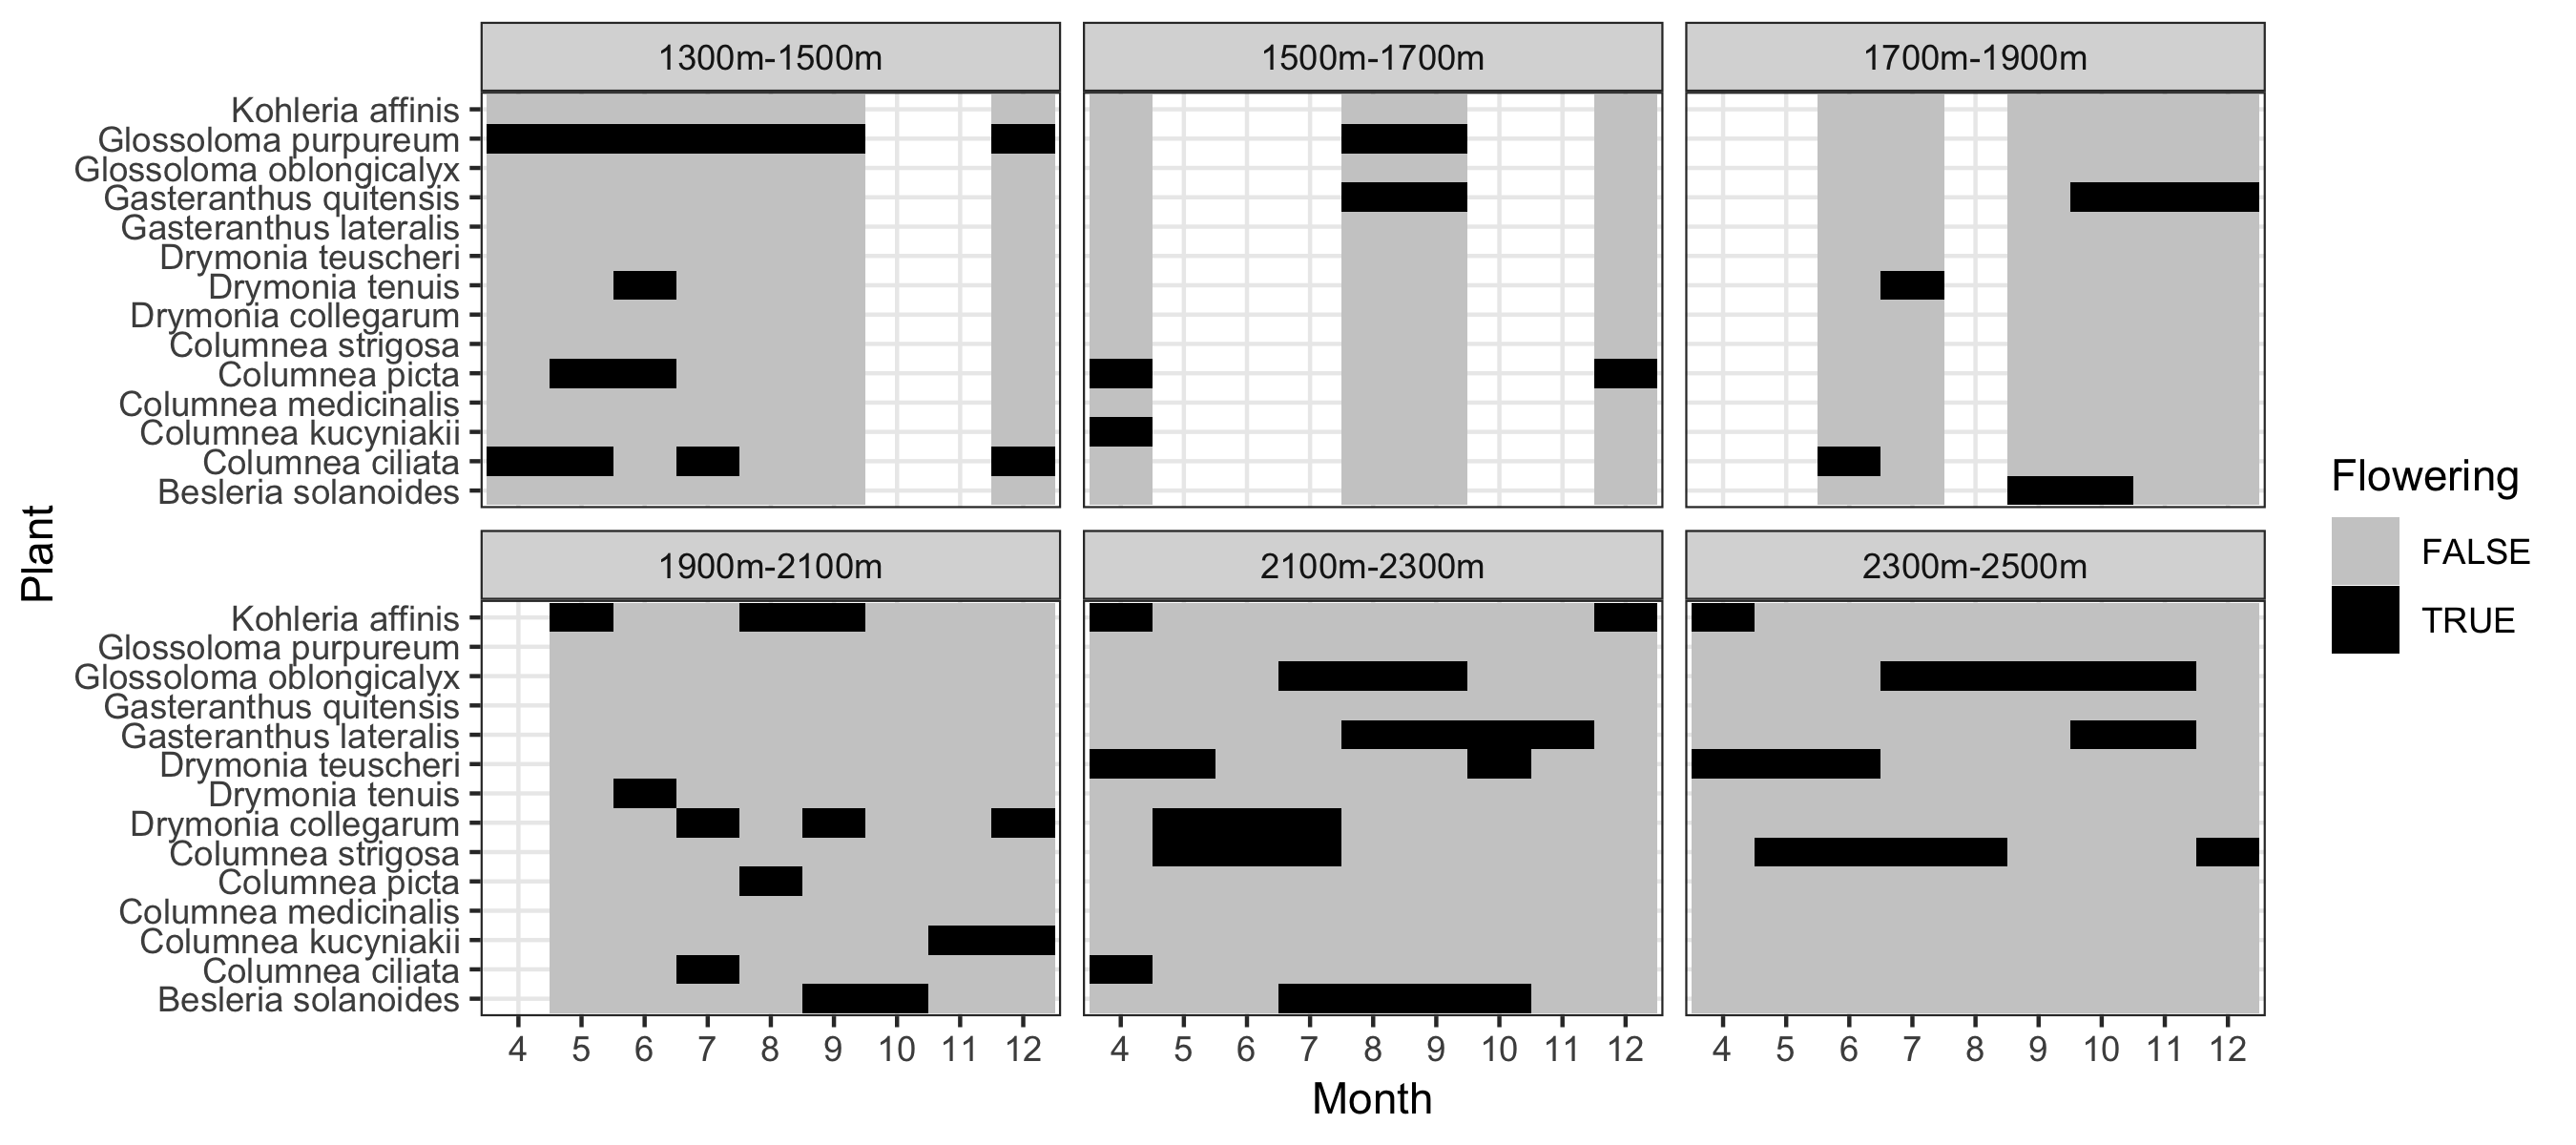 1300m-1500m
1500m-1700m
1700m-1900m
Kohleria affinis
Glossoloma purpureum
Glossoloma oblongicalyx
Gasteranthus quitensis
Gasteranthus lateralis
Drymonia teuscheri
Drymonia tenuis
Drymonia collegarum
Columnea strigosa
Columnea picta
Columnea medicinalis
Columnea kucyniakii
Columnea ciliata
Besleria solanoides
Plant
1900m-2100m
2100m-2300m
2300m-2500m
Kohleria affinis
Glossoloma purpureum
Glossoloma oblongicalyx
Gasteranthus quitensis
Gasteranthus lateralis
Drymonia teuscheri
Drymonia tenuis
Drymonia collegarum
Columnea strigosa
Columnea picta
Columnea medicinalis
Columnea kucyniakii
Columnea ciliata
Besleria solanoides
4 5 6 7 8 9 10 11 12
4 5 6 7 8 9 10 11 12
4 5 6 7 8 9 10 11 12
Month
Flowering
FALSE
TRUE